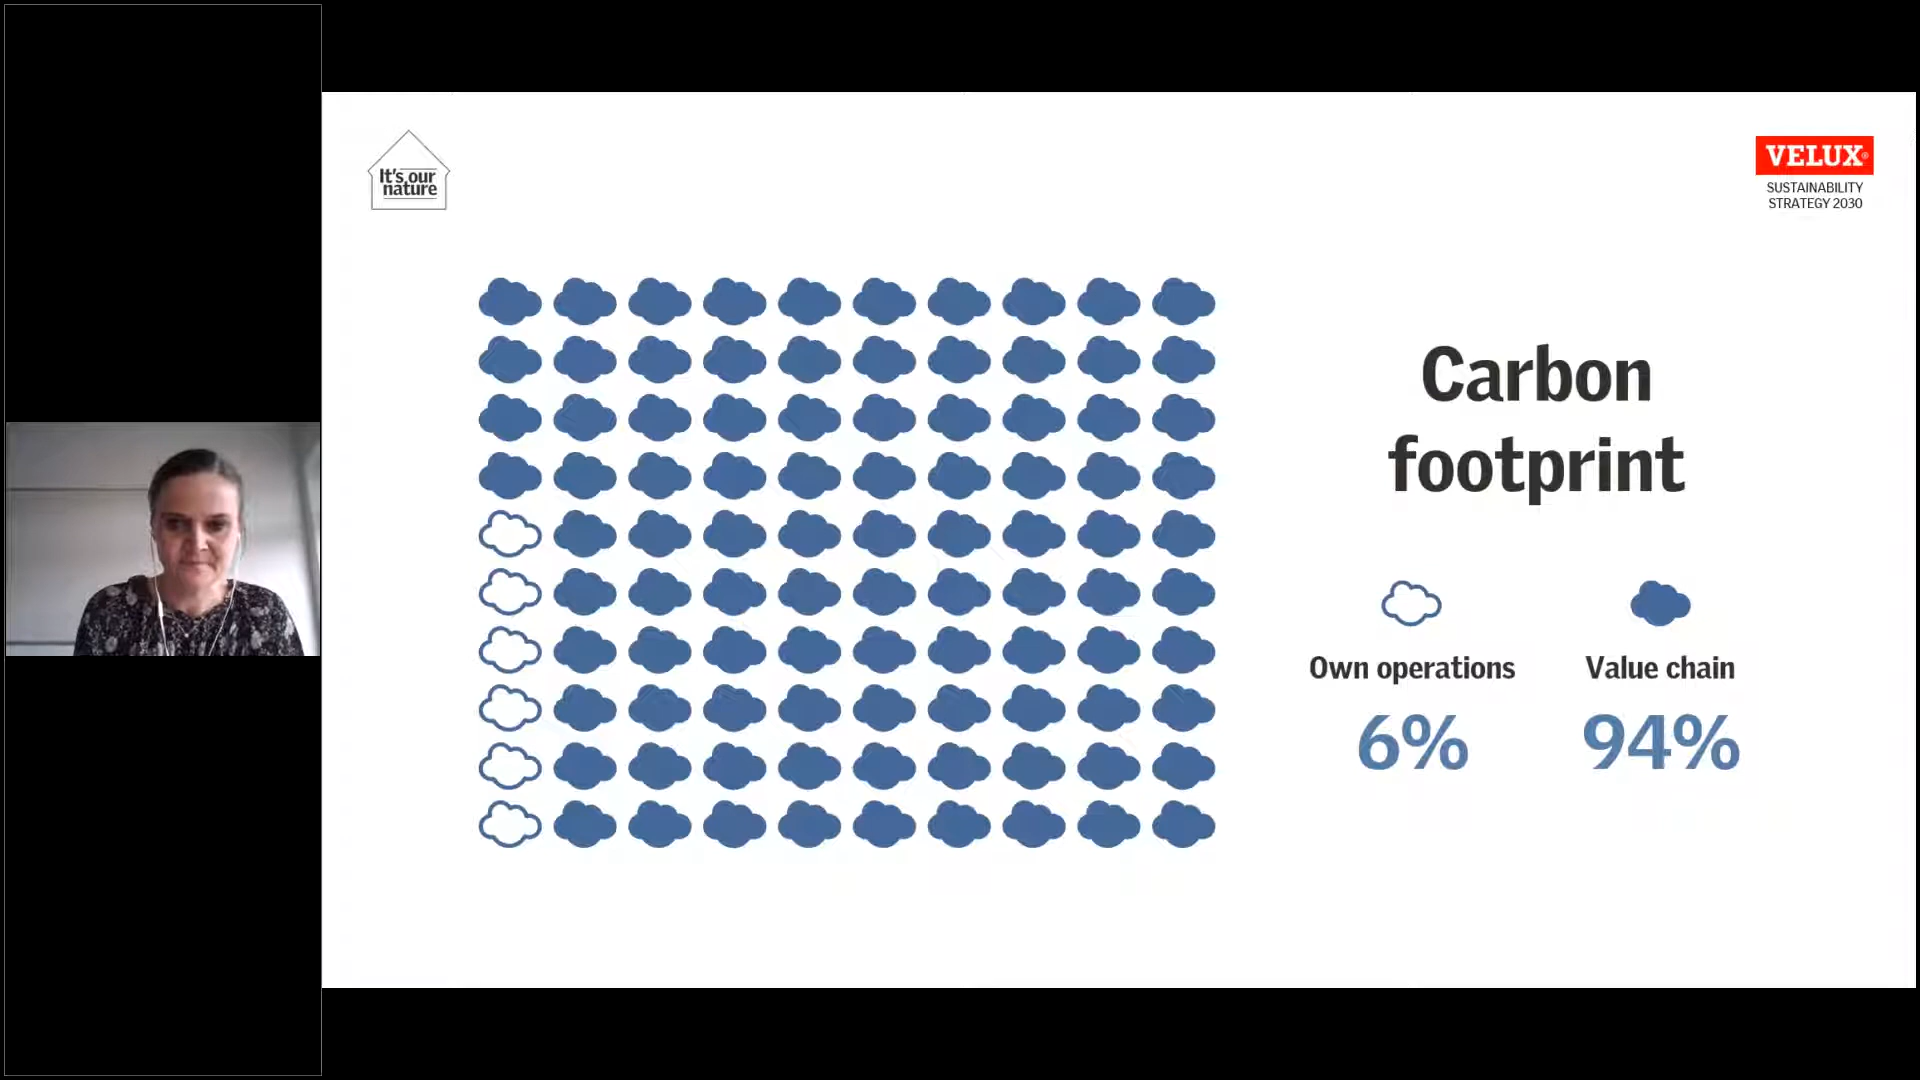 It's our
nature
VELUX®
SUSTAINABILITY
STRATEGY 2030
Carbon
footprint
Own operations
Value chain
6%
94%